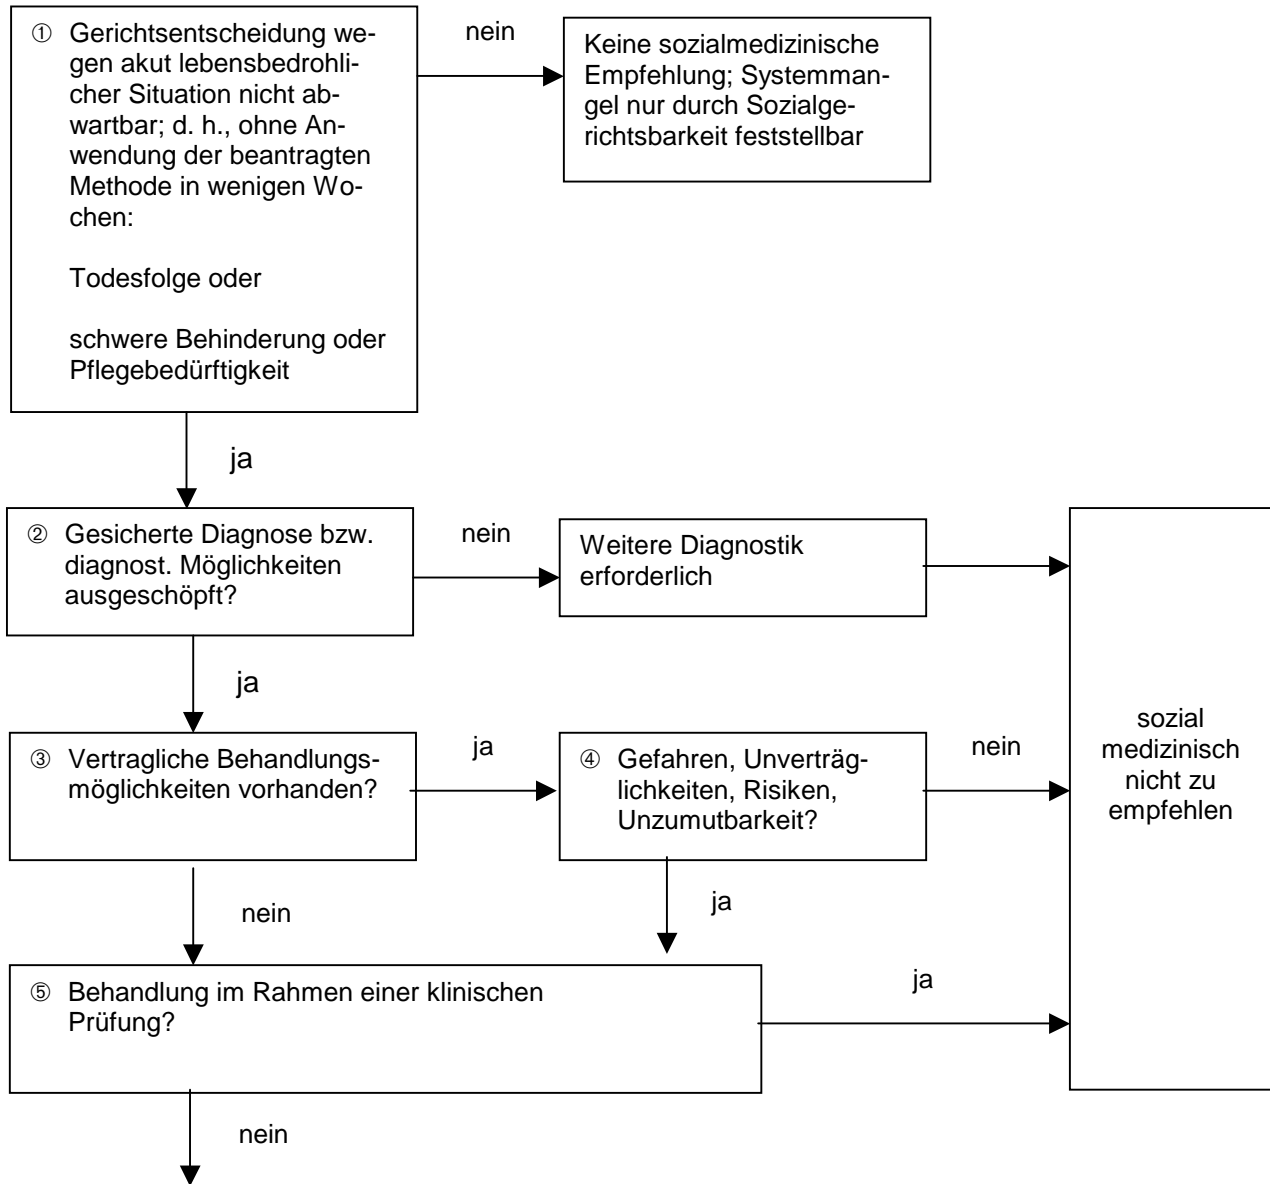 ① Gerichtsentscheidung we-
gen akut lebensbedrohli-
cher Situation nicht ab-
wartbar; d. h., ohne An-
wendung der beantragten
Methode in wenigen Wo-
chen:
Todesfolge oder
schwere Behinderung oder
Pflegebedürftigkeit
nein
Keine sozialmedizinische
Empfehlung; Systemman-
gel nur durch Sozialge-
richtsbarkeit feststellbar
ja
② Gesicherte Diagnose bzw.
diagnost. Möglichkeiten
ausgeschöpft?
nein
Weitere Diagnostik
erforderlich
ja
③ Vertragliche Behandlungs-
möglichkeiten vorhanden?
ja
④ Gefahren, Unverträg-
lichkeiten, Risiken,
Unzumutbarkeit?
nein
sozial
medizinisch
nicht zu
empfehlen
nein
ja
⑤ Behandlung im Rahmen einer klinischen
Prüfung?
ja
nein